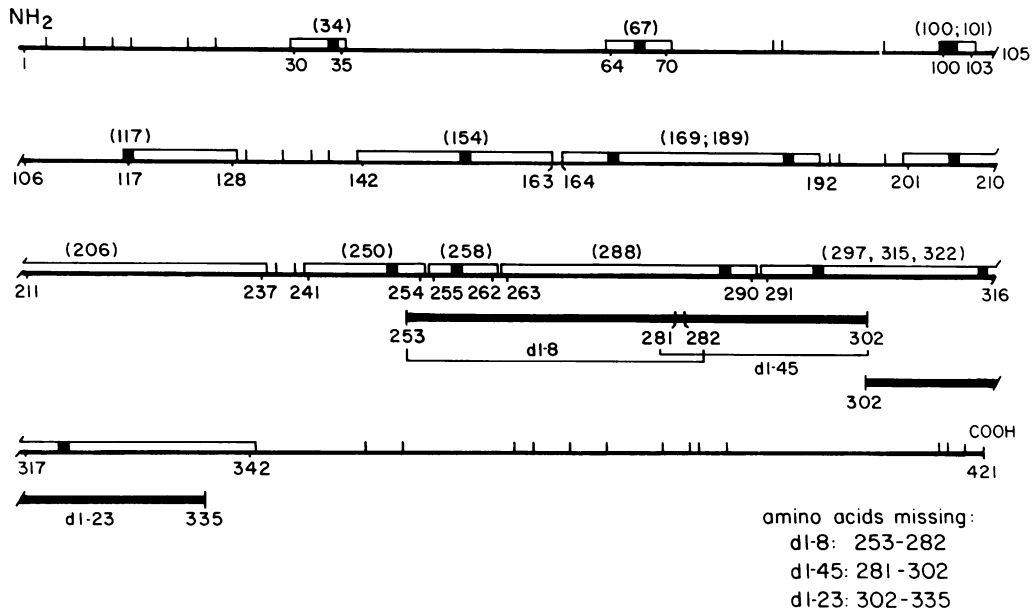 NH2
(34) (67) (100; 101)
1 30 35 64 70 100 103 105
(117) (154) (169; 189)
106 117 128 142 163 164 192 201 210
(206) (250) (258) (288) (297, 315, 322)
211 237 241 254 255 262 263 290 291 316
253 281 282 302
dl-8 dl-45
302
COOH
317 342 421
dl-23 335
amino acids missing:
dl-8: 253-282
dl-45: 281-302
dl-23: 302-335